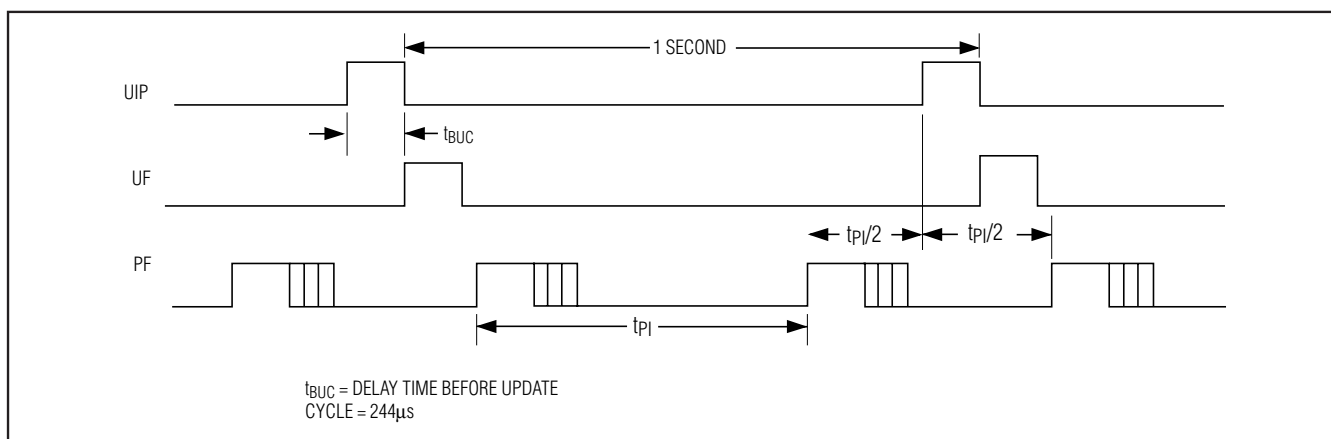 1 SECOND
UIP
tBUC
UF
tPI/2 tPI/2
PF
tPI
tBUC = DELAY TIME BEFORE UPDATE
CYCLE = 244µs